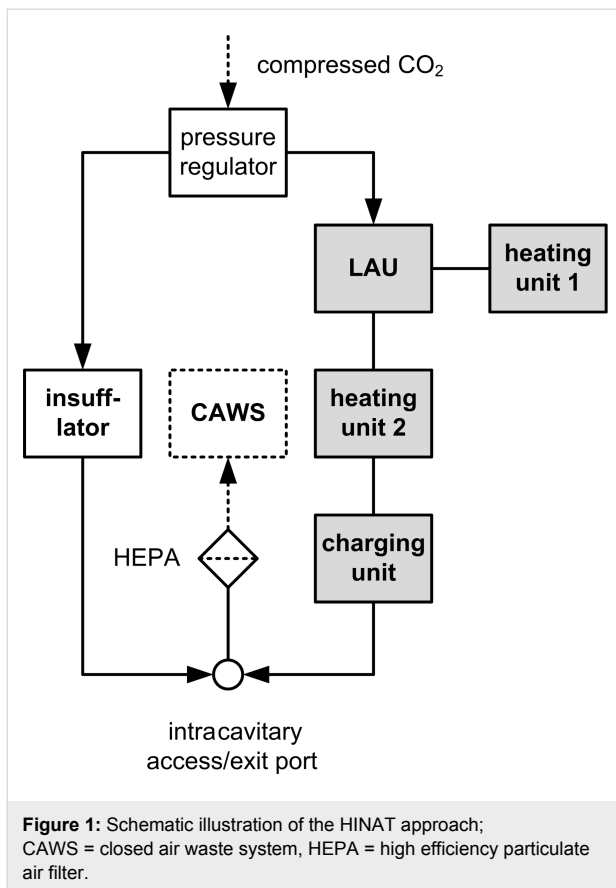 compressed CO₂
pressure
regulator
LAU
heating
unit 1
insuff-
lator
CAWS
heating
unit 2
HEPA
charging
unit
intracavitary
access/exit port
Figure 1: Schematic illustration of the HINAT approach;
CAWS = closed air waste system, HEPA = high efficiency particulate
air filter.